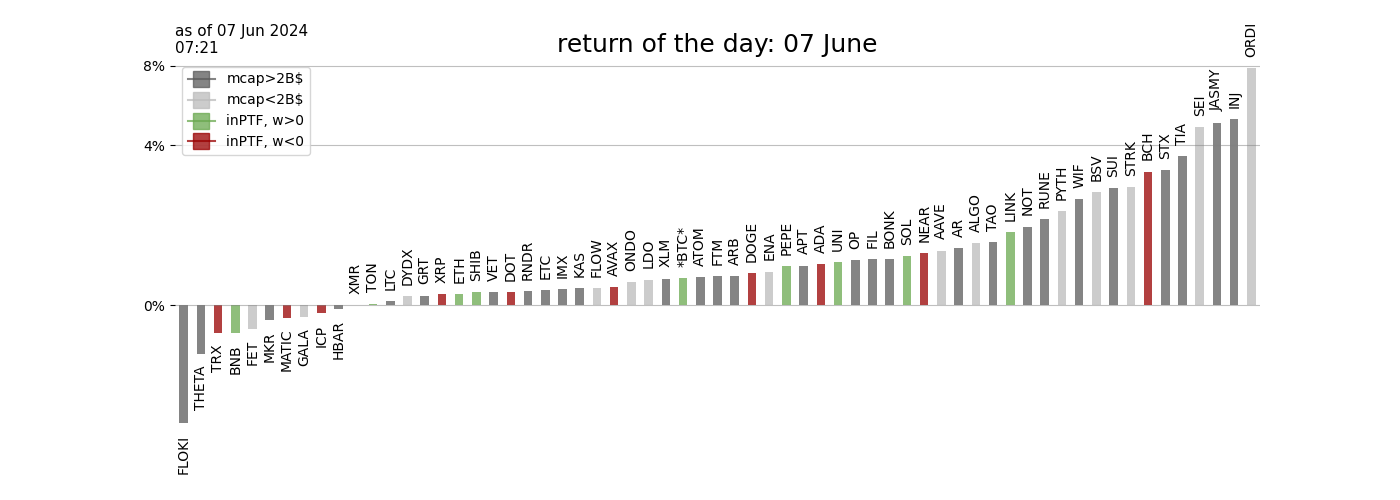 as of 07 Jun 2024
07:21
return of the day: 07 June
8%
4%
0%
mcap>2B$
mcap<2B$
inPTF, w>0
inPTF, w<0
FLOKI
THETA
TRX
BNB
FET
MKR
MATIC
GALA
ICP
HBAR
XMR
TON
LTC
DYDX
GRT
XRP
ETH
SHIB
VET
DOT
RNDR
ETC
IMX
KAS
FLOW
AVAX
ONDO
LDO
XLM
*BTC*
ATOM
FTM
ARB
DOGE
ENA
PEPE
APT
ADA
UNI
OP
FIL
BONK
SOL
NEAR
AAVE
AR
ALGO
TAO
LINK
NOT
RUNE
PYTH
WIF
BSV
SUI
STRK
BCH
STX
TIA
SEI
JASMY
INJ
ORDI